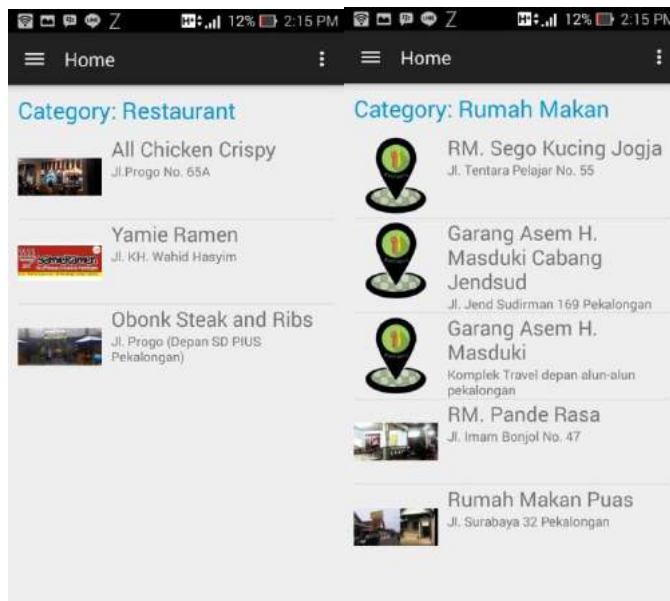 12% 2:15 PM
Home
Category: Restaurant
All Chicken Crispy
Jl.Progo No. 65A
Yamie Ramen
Jl. KH. Wahid Hasyim
Obonk Steak and Ribs
Jl. Progo (Depan SD PIUS
Pekalongan)
12% 2:15 PM
Home
Category: Rumah Makan
RM. Sego Kucing Jogja
Jl. Tentara Pelajar No. 55
Garang Asem H.
Masduki Cabang
Jendsud
Jl. Jend Sudirman 169 Pekalongan
Garang Asem H.
Masduki
Komplek Travel depan alun-alun
pekalongan
RM. Pande Rasa
Jl. Imam Bonjol No. 47
Rumah Makan Puas
Jl. Surabaya 32 Pekalongan